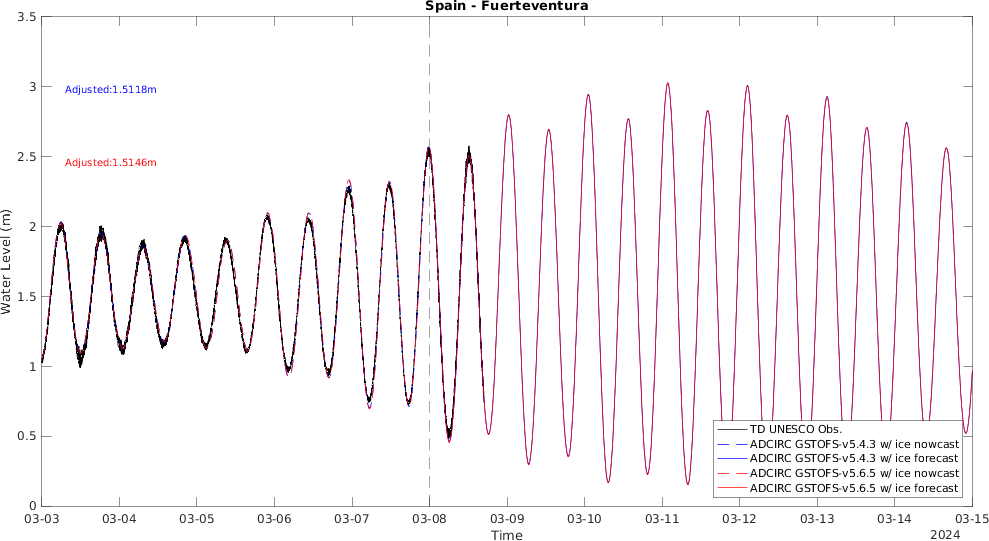 Spain - Fuerteventura
3.5
3
2.5
2
1.5
1
0.5
0
Water Level (m)
Adjusted:1.5118m
Adjusted:1.5146m
TD UNESCO Obs.
ADCIRC GSTOFS-v5.4.3 w/ ice nowcast
ADCIRC GSTOFS-v5.4.3 w/ ice forecast
ADCIRC GSTOFS-v5.6.5 w/ ice nowcast
ADCIRC GSTOFS-v5.6.5 w/ ice forecast
03-03 03-04 03-05 03-06 03-07 03-08 03-09 03-10 03-11 03-12 03-13 03-14 03-15
Time
2024